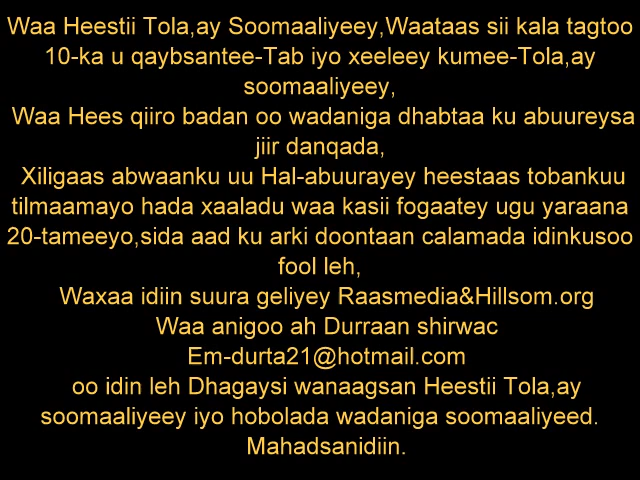 Waa Heestii Tola,ay Soomaaliyeey,Waataas sii kala tagtoo
10-ka u qaybsantee-Tab iyo xeeleey kumee-Tola,ay
soomaaliyeey,
Waa Hees qiiro badan oo wadaniga dhabtaa ku abuureysa
jiir danqada,
Xiligaas abwaanku uu Hal-abuurayey heestaas tobankuu
tilmaamayo hada xaaladu waa kasii fogaatey ugu yaraana
20-tameeyo,sida aad ku arki doontaan calamada idinkusoo
fool leh,
Waxaa idiin suura geliyey Raasmedia&Hillsom.org
Waa anigoo ah Durraan shirwac
Em-durta21@hotmail.com
oo idin leh Dhagaysi wanaagsan Heestii Tola,ay
soomaaliyeey iyo hobolada wadaniga soomaaliyeed.
Mahadsanidiin.